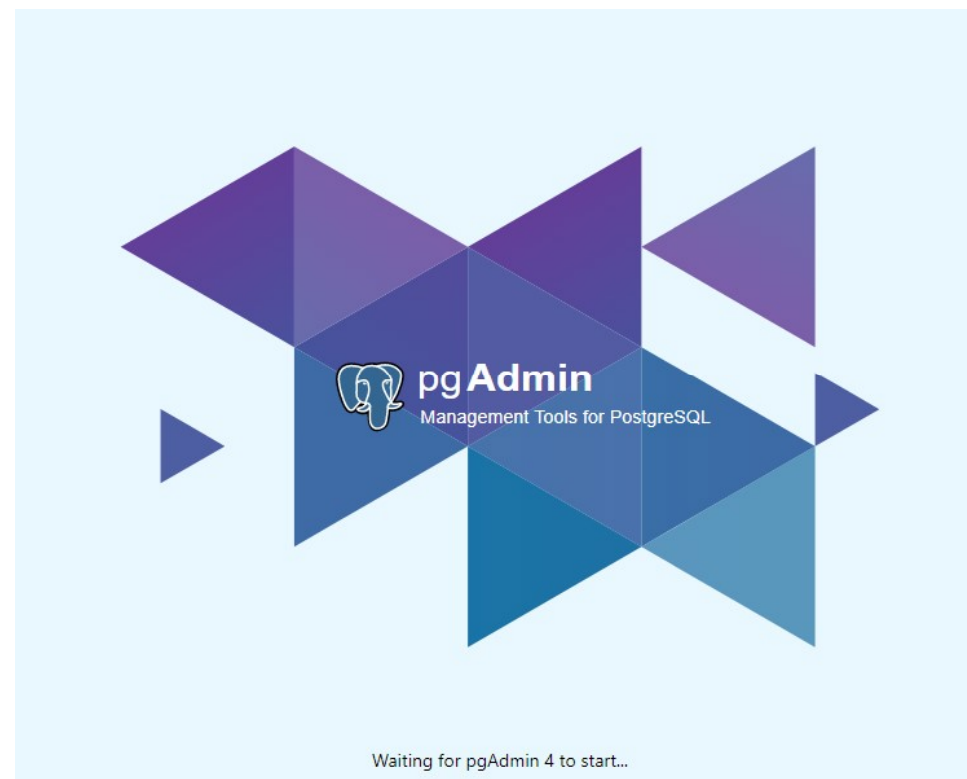 pgAdmin
Management Tools for PostgreSQL
Waiting for pgAdmin 4 to start...